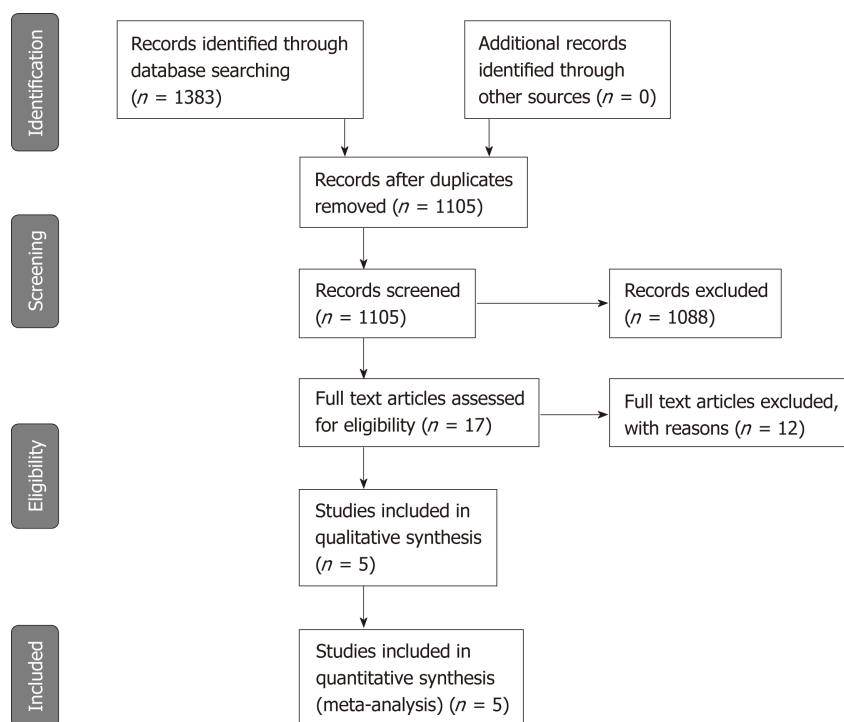 Identification
Records identified through
database searching
(n = 1383)
Additional records
identified through
other sources (n = 0)
Records after duplicates
removed (n = 1105)
Screening
Records screened
(n = 1105)
Records excluded
(n = 1088)
Full text articles assessed
for eligibility (n = 17)
Full text articles excluded,
with reasons (n = 12)
Eligibility
Studies included in
qualitative synthesis
(n = 5)
Included
Studies included in
quantitative synthesis
(meta-analysis) (n = 5)